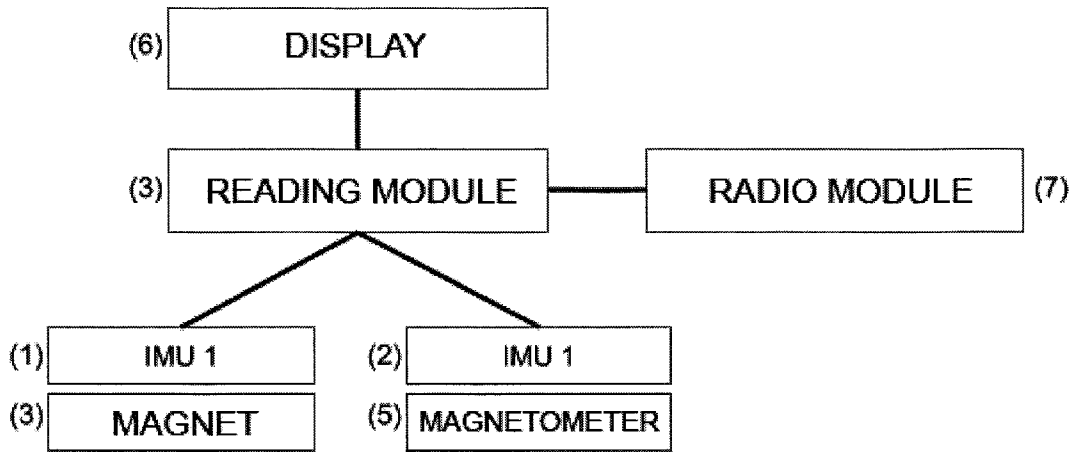 (6) DISPLAY
(3) READING MODULE RADIO MODULE (7)
(1) IMU 1 (2) IMU 1
(3) MAGNET (5) MAGNETOMETER